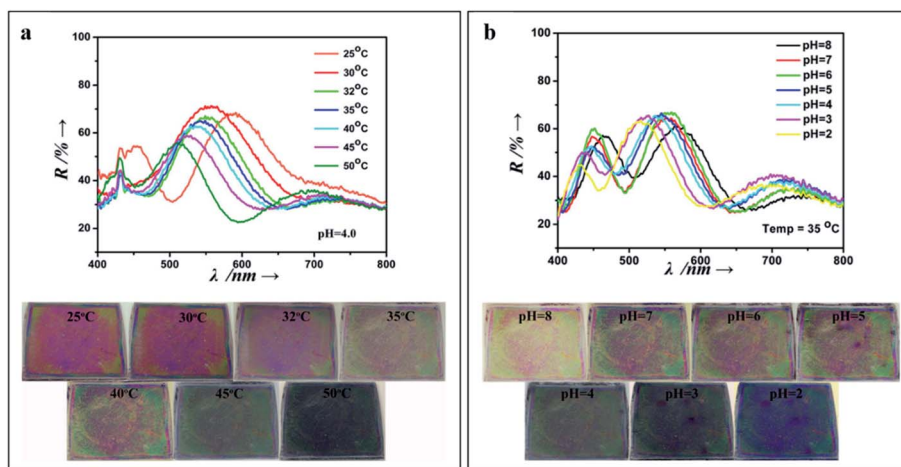 a
100
80
60
40
20
R /% →
25°C
30°C
32°C
35°C
40°C
45°C
50°C
pH=4.0
400 500 600 700 800
λ /nm →
25°C 30°C 32°C 35°C
40°C 45°C 50°C
b
100
80
60
40
20
R /% →
pH=8
pH=7
pH=6
pH=5
pH=4
pH=3
pH=2
Temp = 35 °C
400 500 600 700 800
λ /nm →
pH=8 pH=7 pH=6 pH=5
pH=4 pH=3 pH=2